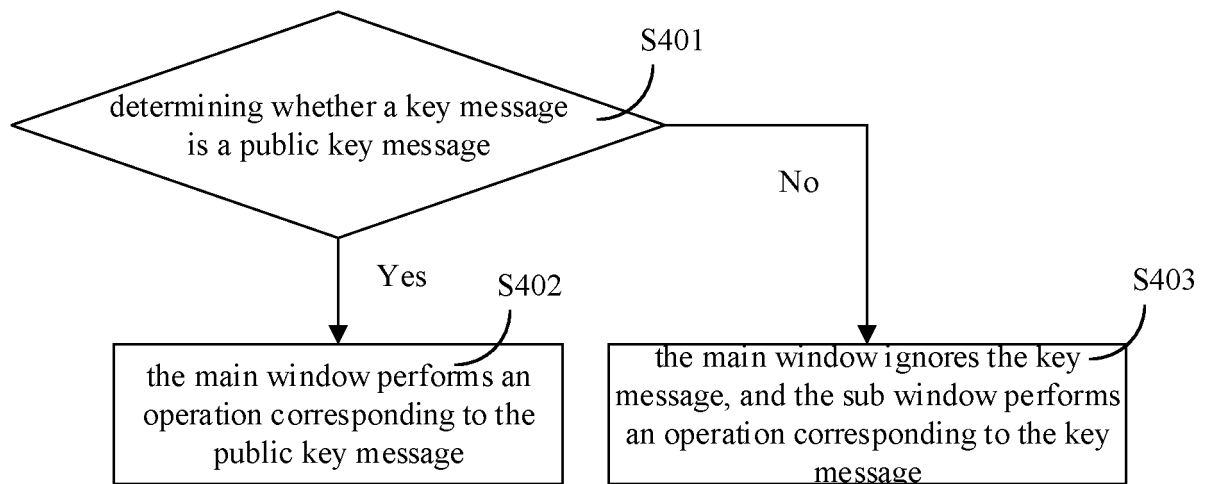 S401
determining whether a key message
is a public key message
No
Yes
S402
S403
the main window performs an
operation corresponding to the
public key message
the main window ignores the key
message, and the sub window performs
an operation corresponding to the key
message